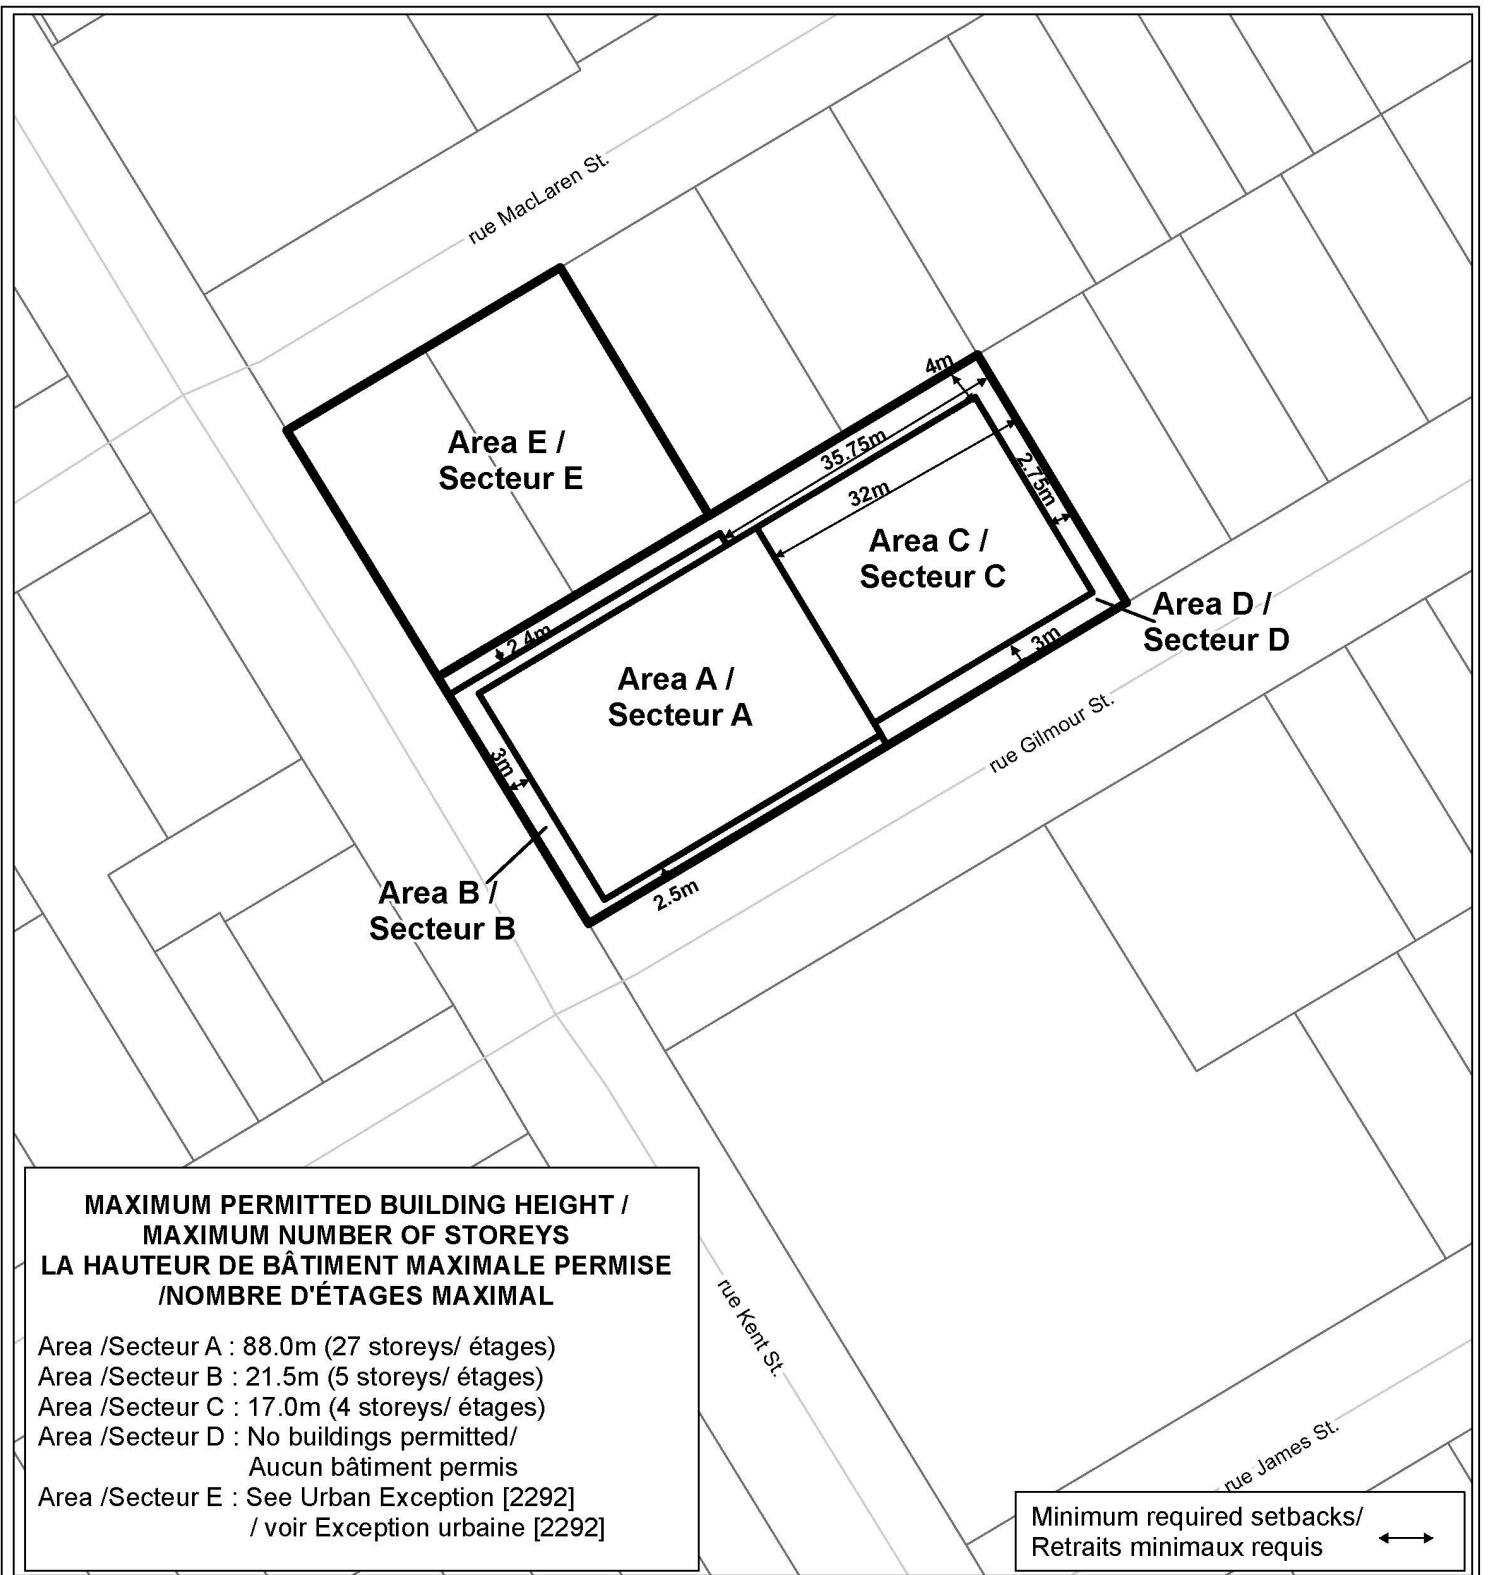 rue MacLaren St.
4m
35.75m
32m
2.75m
Area E /
Secteur E
Area C /
Secteur C
Area D /
Secteur D
2.4m
3m
Area A /
Secteur A
rue Gilmour St.
3m
Area B /
Secteur B
2.5m
rue Kent St.
rue James St.
MAXIMUM PERMITTED BUILDING HEIGHT /
MAXIMUM NUMBER OF STOREYS
LA HAUTEUR DE BÂTIMENT MAXIMALE PERMISE
/NOMBRE D'ÉTAGES MAXIMAL
Area /Secteur A : 88.0m (27 storeys/ étages)
Area /Secteur B : 21.5m (5 storeys/ étages)
Area /Secteur C : 17.0m (4 storeys/ étages)
Area /Secteur D : No buildings permitted/
Aucun bâtiment permis
Area /Secteur E : See Urban Exception [2292]
/ voir Exception urbaine [2292]
Minimum required setbacks/
Retraits minimaux requis